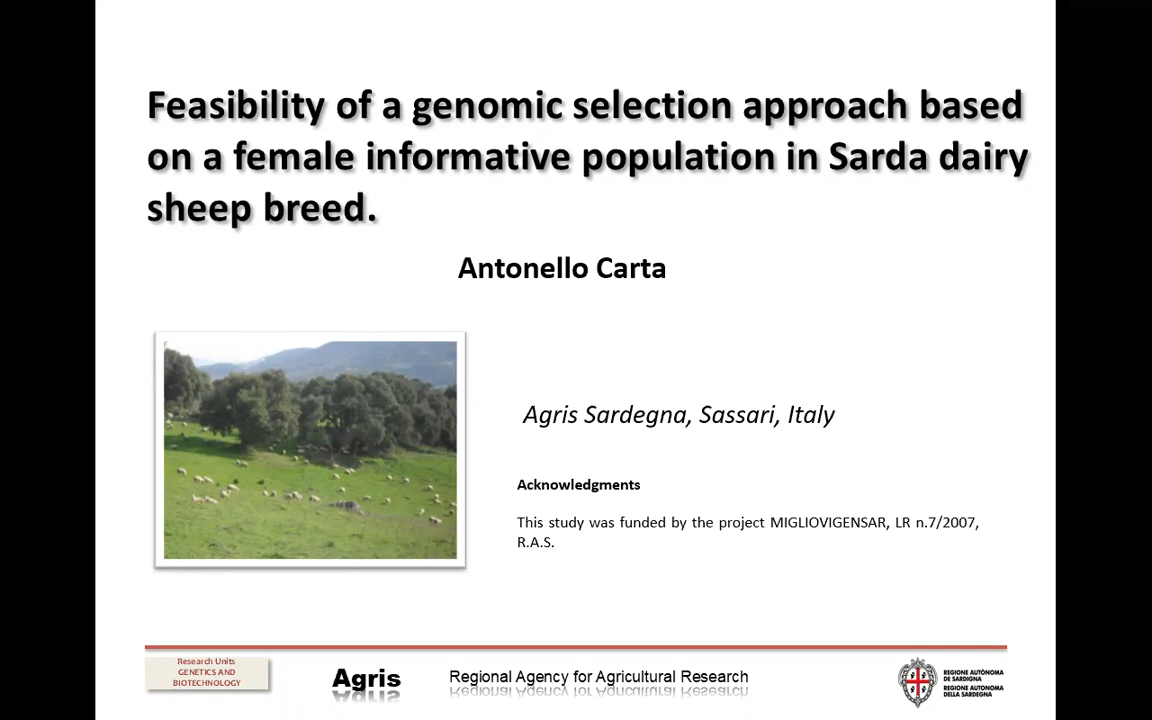 Feasibility of a genomic selection approach based
on a female informative population in Sarda dairy
sheep breed.
Antonello Carta
Agris Sardegna, Sassari, Italy
Acknowledgments
This study was funded by the project MIGLIOVIGENSAR, LR n.7/2007,
R.A.S.
Research Units
GENETICS AND
BIOTECHNOLOGY
Agris
Regional Agency for Agricultural Research
REGIONE AUTÒNOMA
DE SARDIGNA
REGIONE AUTONOMA
DELLA SARDEGNA